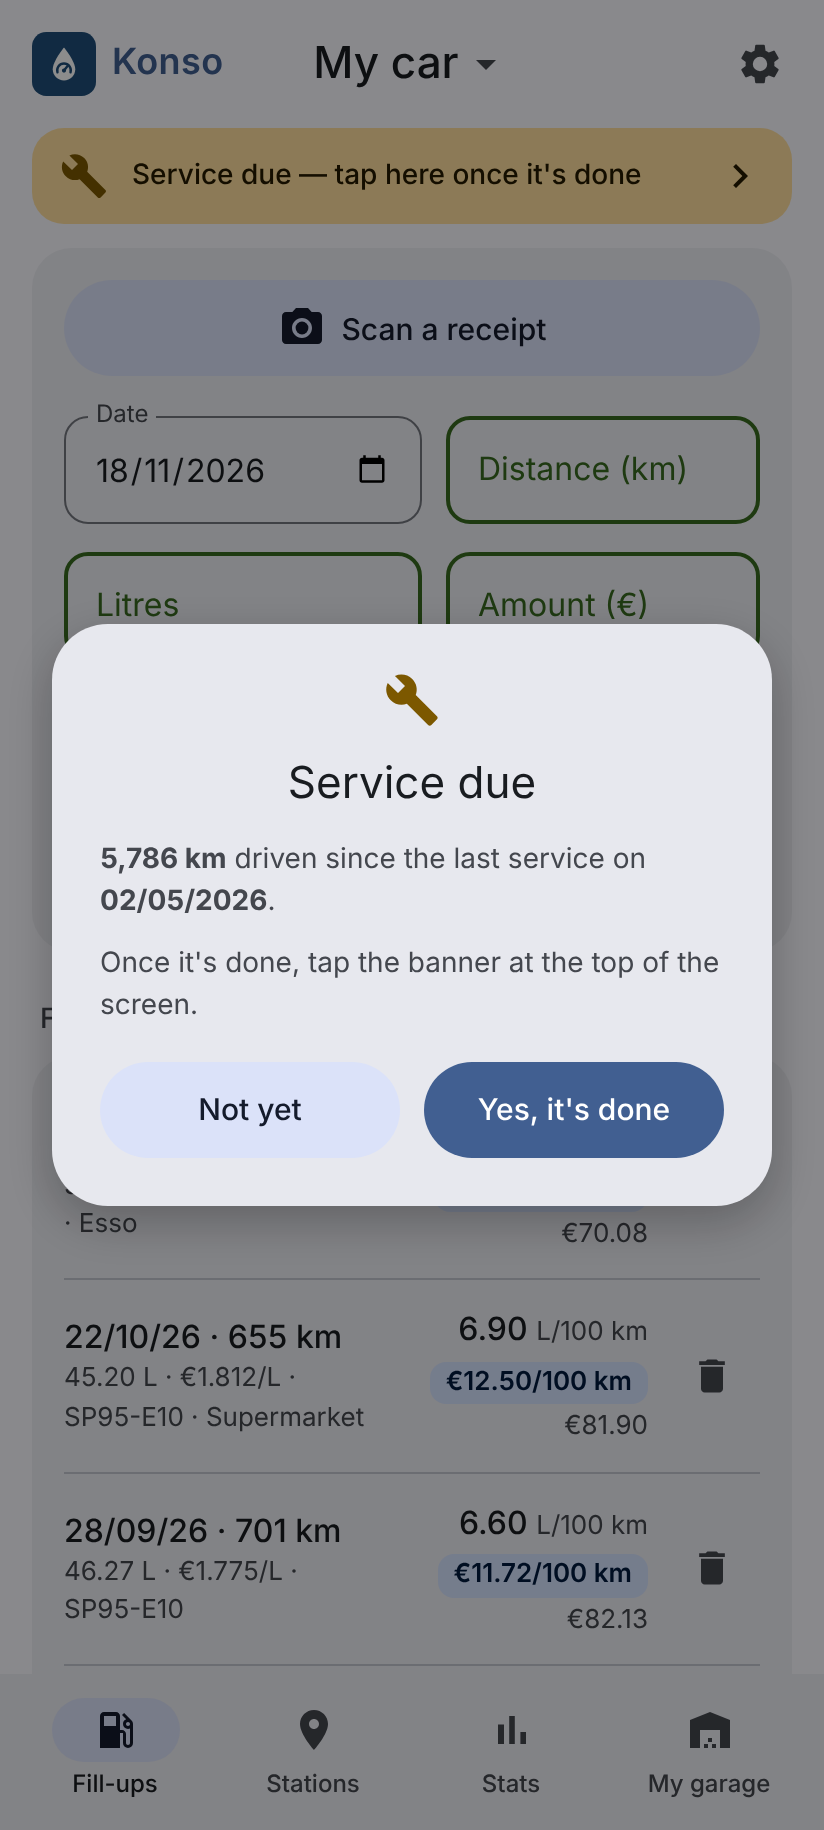 Konso
My car
Service due — tap here once it's done
Scan a receipt
Date
18/11/2026
Distance (km)
Litres
Amount (€)
Service due
5,786 km driven since the last service on
02/05/2026.
Once it's done, tap the banner at the top of the
screen.
Not yet
Yes, it's done
· Esso
€70.08
22/10/26 · 655 km
6.90 L/100 km
45.20 L · €1.812/L ·
€12.50/100 km
SP95-E10 · Supermarket
€81.90
28/09/26 · 701 km
6.60 L/100 km
46.27 L · €1.775/L ·
€11.72/100 km
SP95-E10
€82.13
Fill-ups
Stations
Stats
My garage